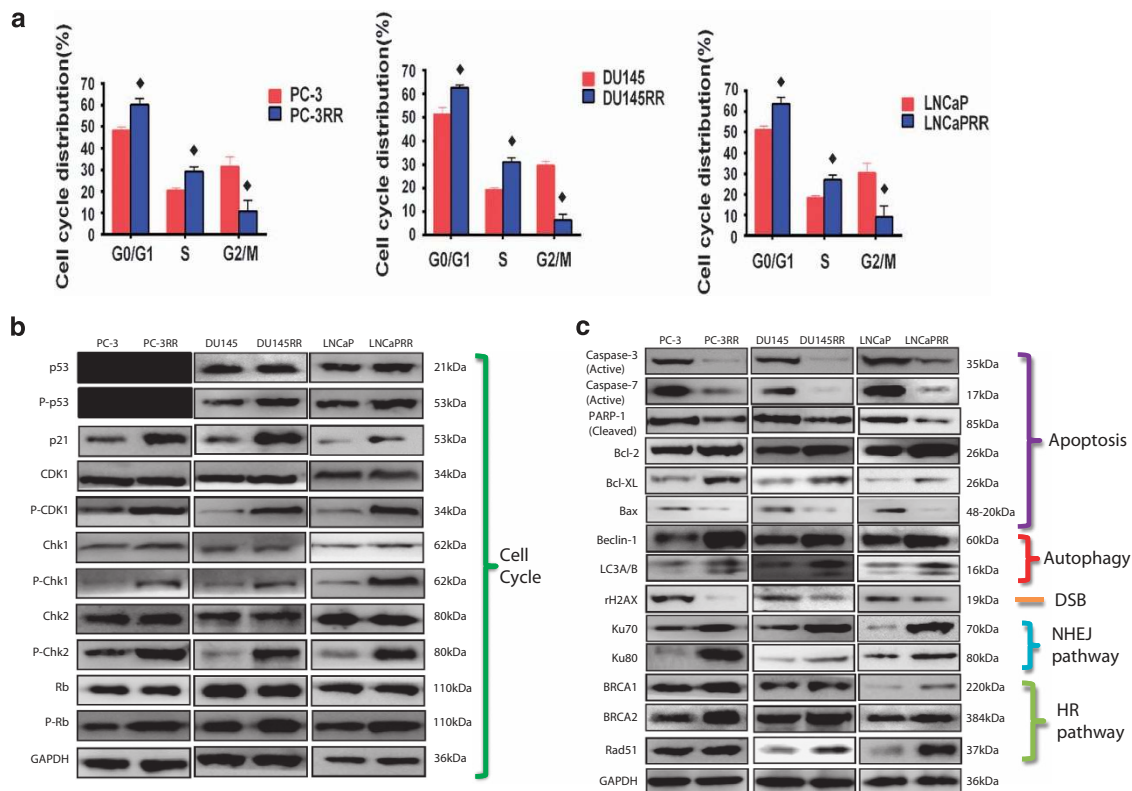 a
Cell cycle distribution(%)
70
60
50
40
30
20
10
0
G0/G1 S G2/M
PC-3
PC-3RR
Cell cycle distribution(%)
70
60
50
40
30
20
10
0
G0/G1 S G2/M
DU145
DU145RR
Cell cycle distribution(%)
70
60
50
40
30
20
10
0
G0/G1 S G2/M
LNCaP
LNCaPRR
b
PC-3 PC-3RR DU145 DU145RR LNCaP LNCaPRR
p53 21kDa
P-p53 53kDa
p21 53kDa
CDK1 34kDa
P-CDK1 34kDa
Chk1 62kDa
P-Chk1 62kDa
Chk2 80kDa
P-Chk2 80kDa
Rb 110kDa
P-Rb 110kDa
GAPDH 36kDa
Cell
Cycle
c
PC-3 PC-3RR DU145 DU145RR LNCaP LNCaPRR
Caspase-3 35kDa
(Active)
Caspase-7 17kDa
(Active)
PARP-1 85kDa
(Cleaved)
Bcl-2 26kDa
Bcl-XL 26kDa
Bax 48-20kDa
Beclin-1 60kDa
LC3A/B 16kDa
rH2AX 19kDa
Ku70 70kDa
Ku80 80kDa
BRCA1 220kDa
BRCA2 384kDa
Rad51 37kDa
GAPDH 36kDa
Apoptosis
Autophagy
DSB
NHEJ
pathway
HR
pathway